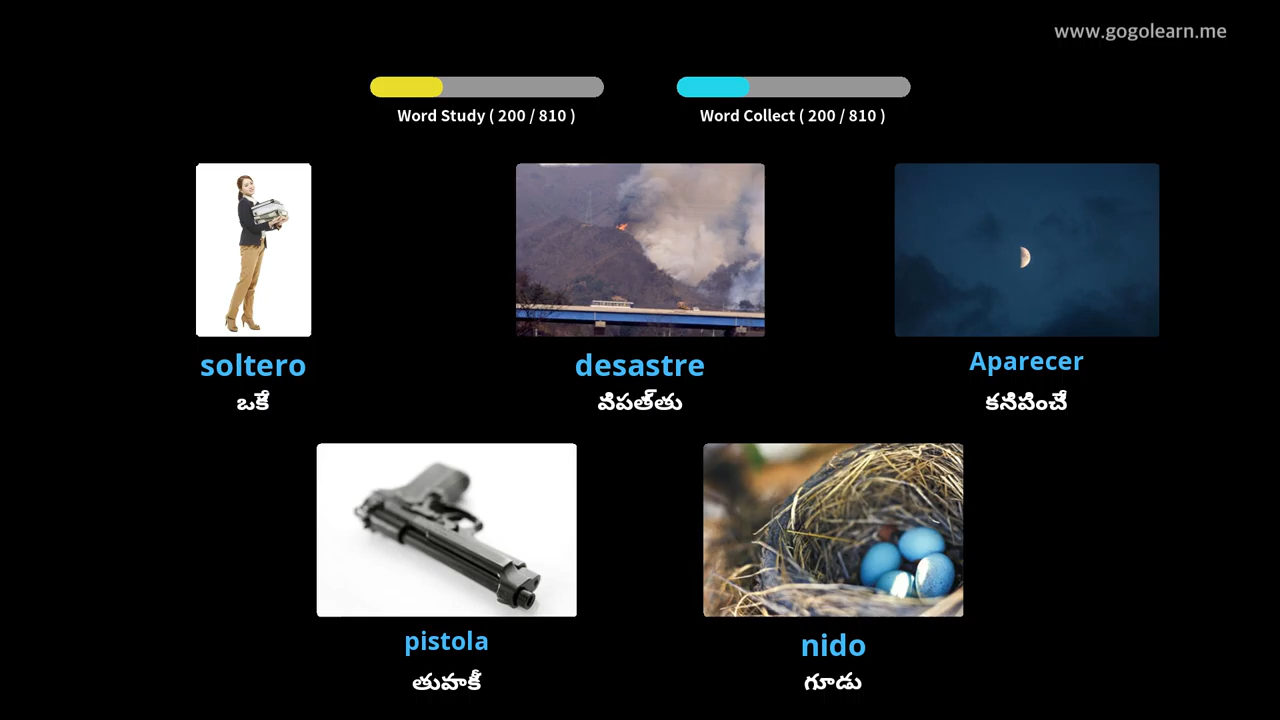 www.gogolearn.me
Word Study ( 200 / 810 )
Word Collect ( 200 / 810 )
soltero
desastre
Aparecer
ఒకే
విపత్తు
కనిపించే
pistola
nido
తుపాకీ
గూడు